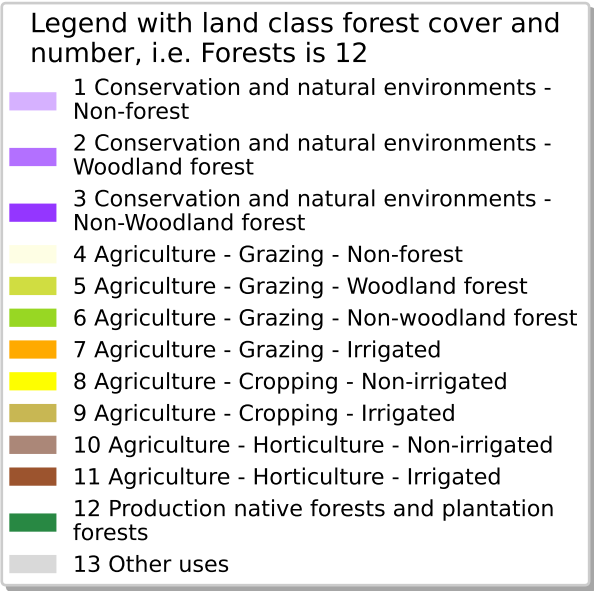 Legend with land class forest cover and
number, i.e. Forests is 12
1 Conservation and natural environments -
Non-forest
2 Conservation and natural environments -
Woodland forest
3 Conservation and natural environments -
Non-Woodland forest
4 Agriculture - Grazing - Non-forest
5 Agriculture - Grazing - Woodland forest
6 Agriculture - Grazing - Non-woodland forest
7 Agriculture - Grazing - Irrigated
8 Agriculture - Cropping - Non-irrigated
9 Agriculture - Cropping - Irrigated
10 Agriculture - Horticulture - Non-irrigated
11 Agriculture - Horticulture - Irrigated
12 Production native forests and plantation
forests
13 Other uses